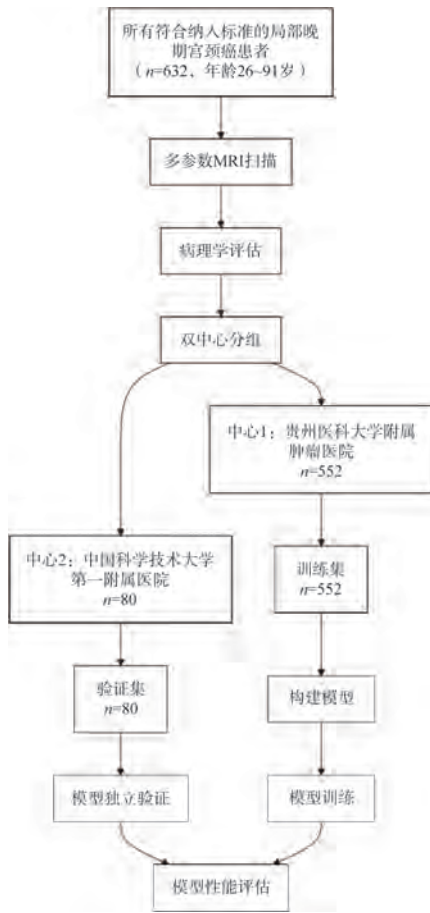 所有符合纳入标准的局部晚
期宫颈癌患者
（n=632、年龄26~91岁）
多参数MRI扫描
病理学评估
双中心分组
中心1：贵州医科大学附属
肿瘤医院
n=552
中心2：中国科学技术大学
第一附属医院
n=80
训练集
n=552
验证集
n=80
构建模型
模型独立验证
模型训练
模型性能评估